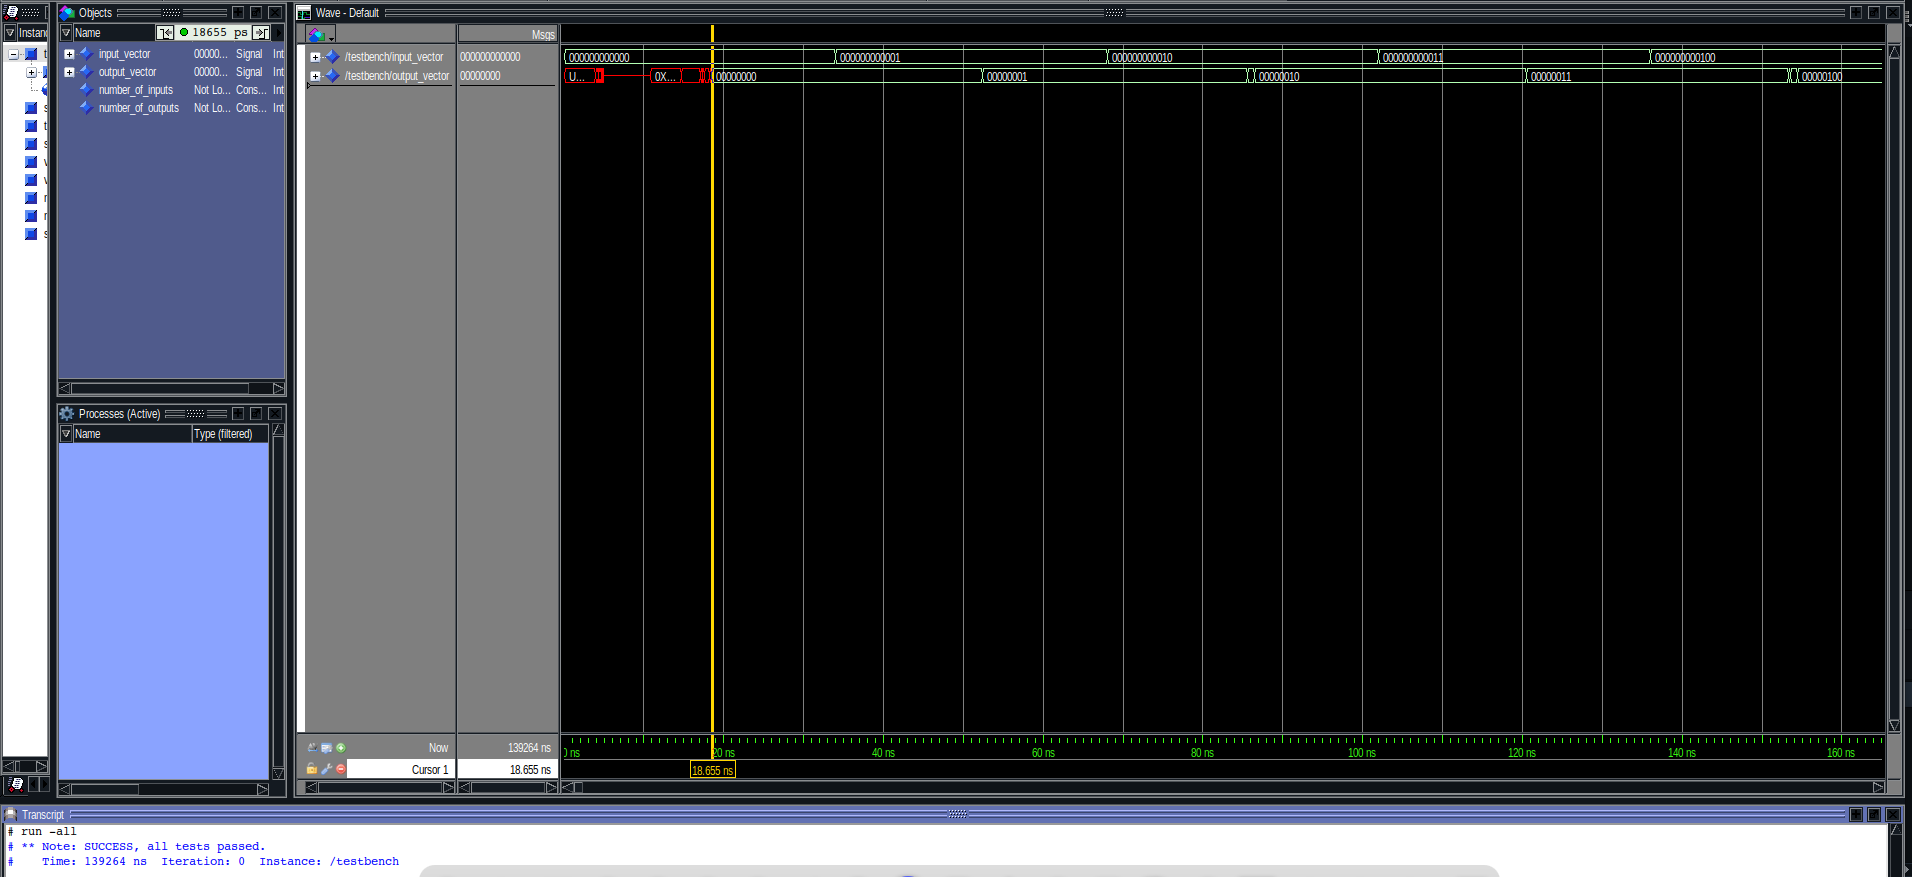 Objects
Instanc
Name 18655 ps
input_vector 00000... Signal Int
output_vector 00000... Signal Int
number_of_inputs Not Lo... Cons... Int
number_of_outputs Not Lo... Cons... Int
Processes (Active)
Name Type (filtered)
Wave - Default
Msgs
/testbench/input_vector 000000000000 000000000000 000000000001 000000000010 000000000011 000000000100
/testbench/output_vector 00000000 U... 0X... 00000000 00000001 00000010 00000011 00000100
Now 139264 ns 0 ns 20 ns 40 ns 60 ns 80 ns 100 ns 120 ns 140 ns 160 ns
Cursor 1 18.655 ns 18.655 ns
Transcript
# run -all
# ** Note: SUCCESS, all tests passed.
# Time: 139264 ns Iteration: 0 Instance: /testbench